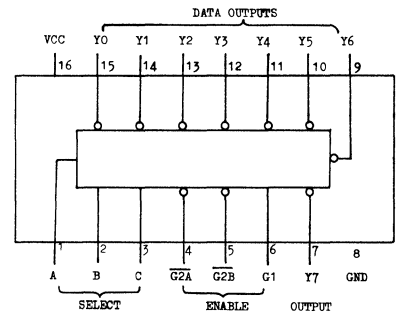 DATA OUTPUTS
VCC Y0 Y1 Y2 Y3 Y4 Y5 Y6
16 15 14 13 12 11 10 9
1 2 3 4 5 6 7 8
A B C G2A G2B G1 Y7 GND
SELECT ENABLE OUTPUT